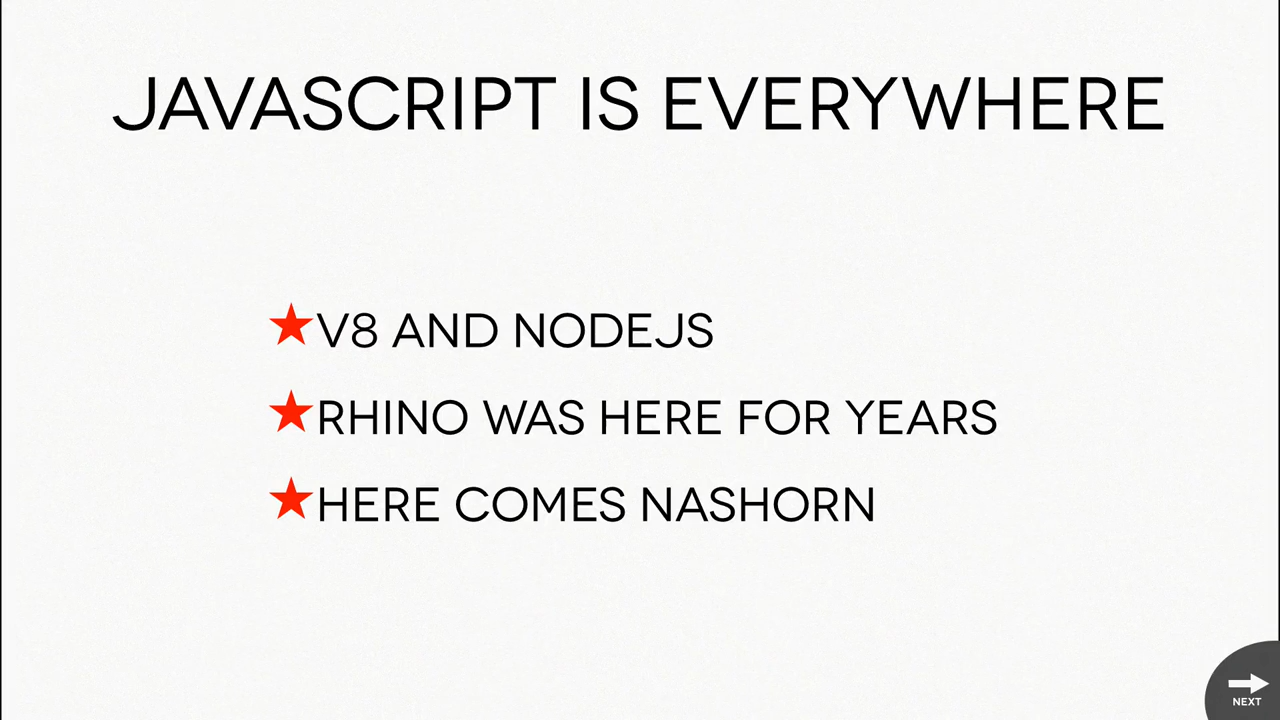 JAVASCRIPT IS EVERYWHERE
★V8 AND NODEJS
★RHINO WAS HERE FOR YEARS
★HERE COMES NASHORN
NEXT